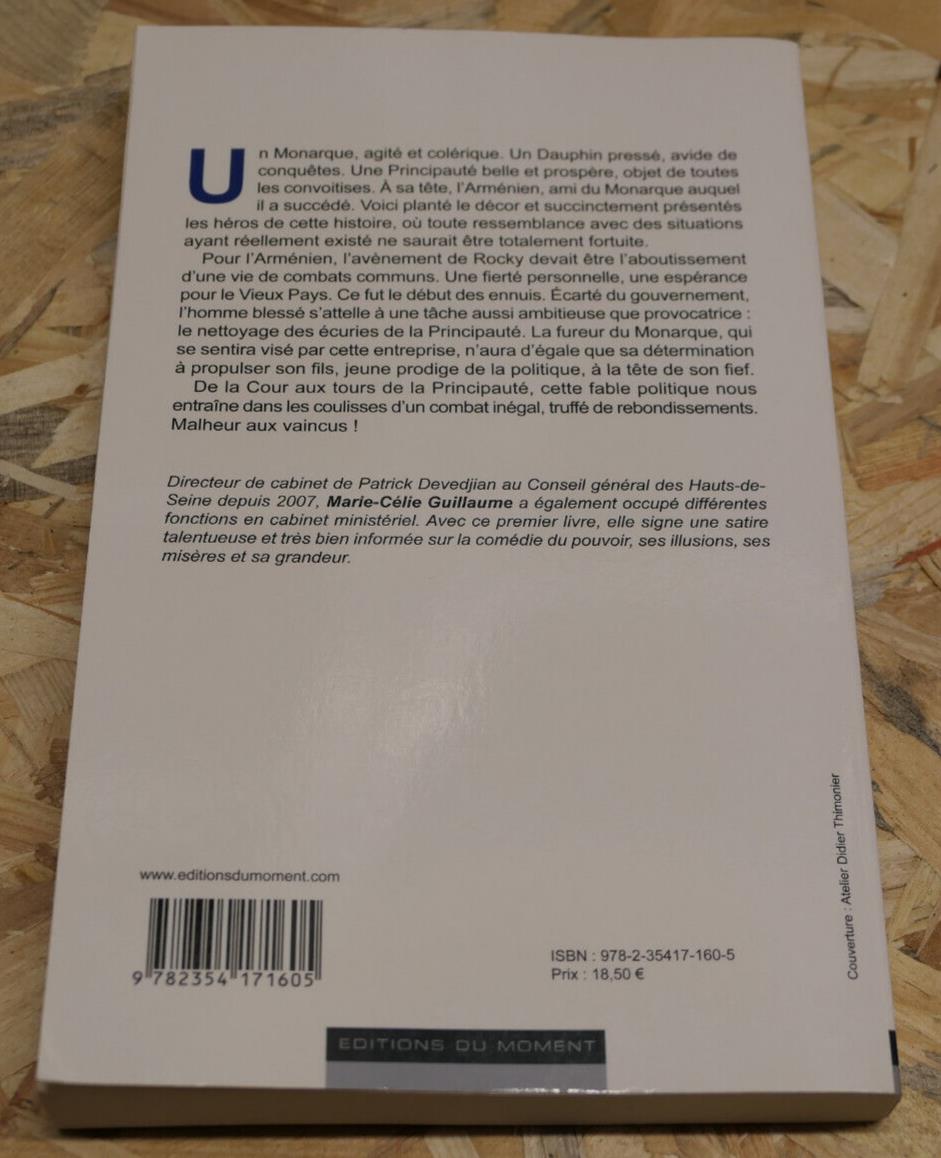 Un Monarque, agité et colérique. Un Dauphin pressé, avide de
conquêtes. Une Principauté belle et prospère, objet de toutes
les convoitises. À sa tête, l'Arménien, ami du Monarque auquel
il a succédé. Voici planté le décor et succinctement présentés
les héros de cette histoire, où toute ressemblance avec des situations
ayant réellement existé ne saurait être totalement fortuite.
Pour l'Arménien, l'avènement de Rocky devait être l'aboutissement
d'une vie de combats communs. Une fierté personnelle, une espérance
pour le Vieux Pays. Ce fut le début des ennuis. Écarté du gouvernement,
l'homme blessé s'attelle à une tâche aussi ambitieuse que provocatrice :
le nettoyage des écuries de la Principauté. La fureur du Monarque, qui
se sentira visé par cette entreprise, n'aura d'égale que sa détermination
à propulser son fils, jeune prodige de la politique, à la tête de son fief.
De la Cour aux tours de la Principauté, cette fable politique nous
entraîne dans les coulisses d'un combat inégal, truffé de rebondissements.
Malheur aux vaincus !
Directeur de cabinet de Patrick Devedjian au Conseil général des Hauts-de-
Seine depuis 2007, Marie-Célie Guillaume a également occupé différentes
fonctions en cabinet ministériel. Avec ce premier livre, elle signe une satire
talentueuse et très bien informée sur la comédie du pouvoir, ses illusions, ses
misères et sa grandeur.
www.editionsdumoment.com
9 782354 171605
ISBN : 978-2-35417-160-5
Prix : 18,50 €
Couverture : Atelier Didier Thimonier
EDITIONS DU MOMENT